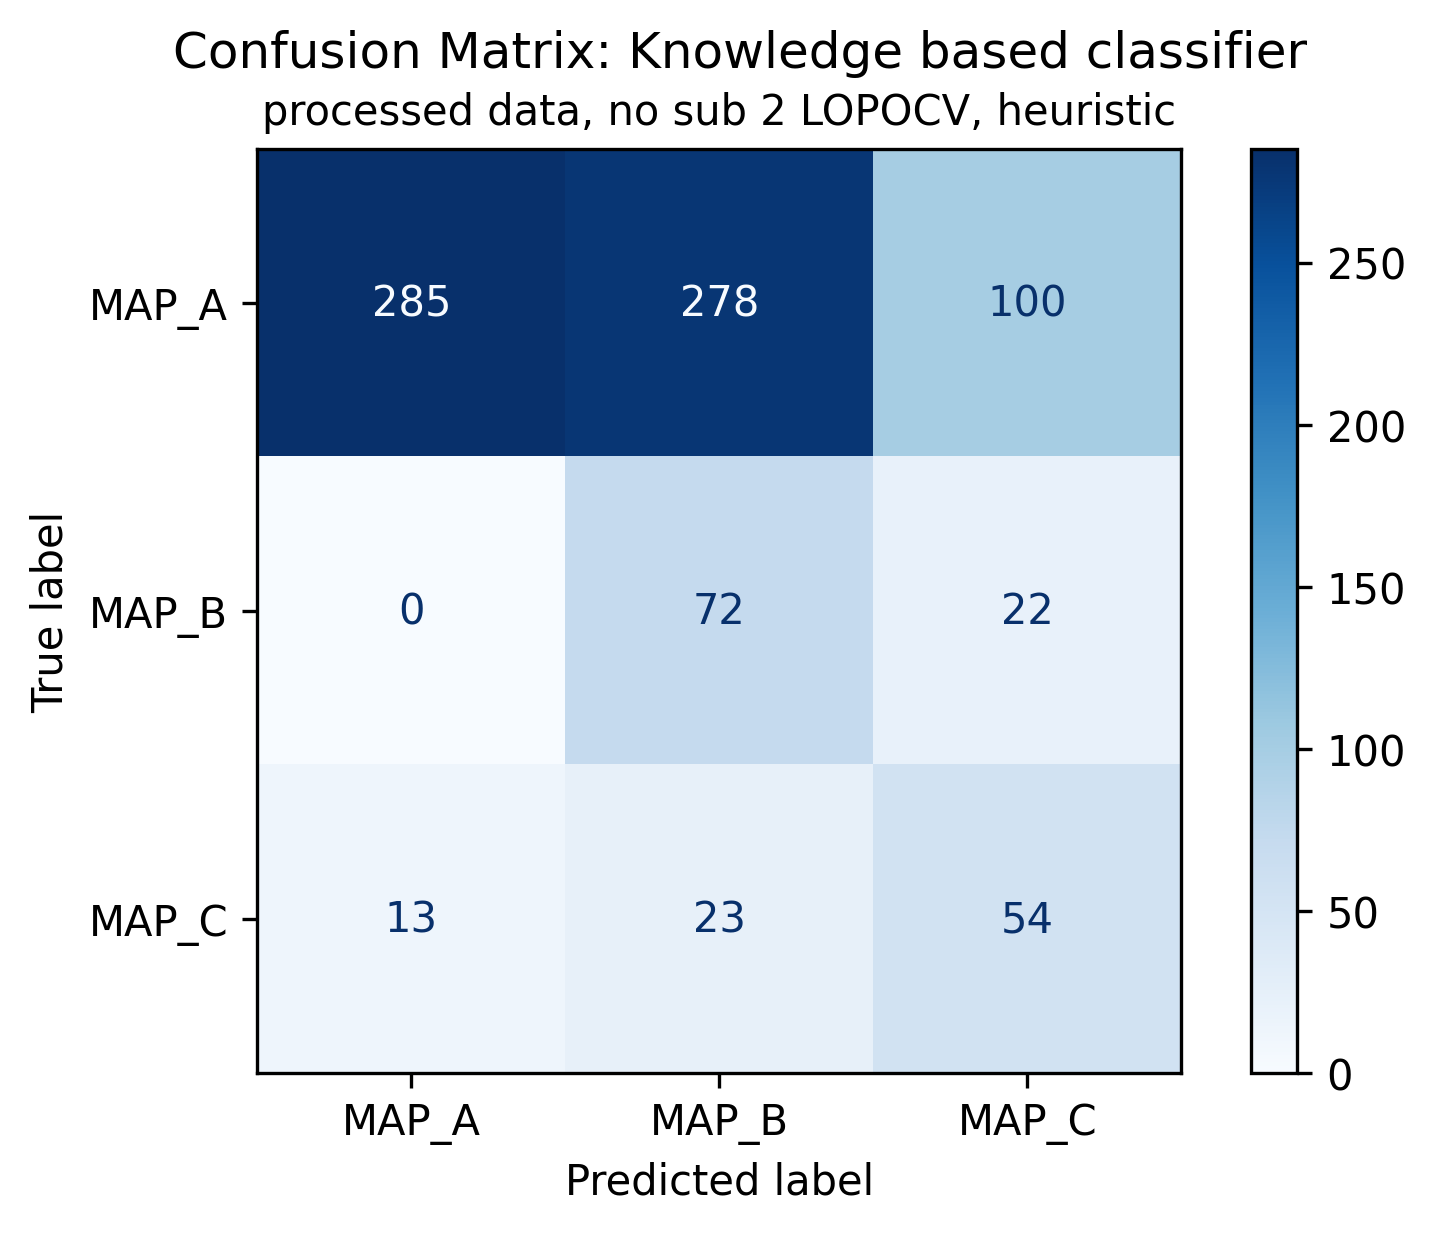 Confusion Matrix: Knowledge based classifier
processed data, no sub 2 LOPOCV, heuristic
MAP_A
285
278
100
MAP_B
0
72
22
MAP_C
13
23
54
MAP_A
MAP_B
MAP_C
Predicted label
True label
250
200
150
100
50
0